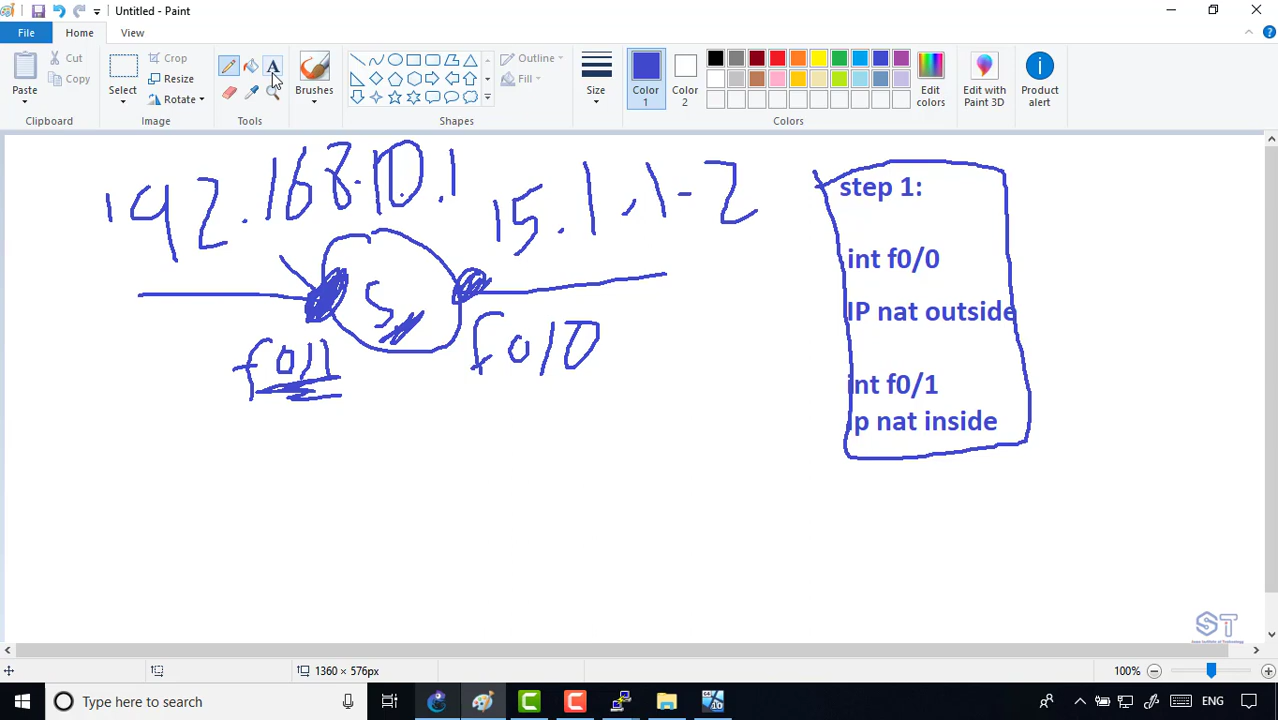 Untitled - Paint
File
Home
View
Paste
Cut
Copy
Clipboard
Select
Crop
Resize
Rotate
Image
A
Tools
Brushes
Outline
Fill
Shapes
Size
Color 1
Color 2
Edit colors
Colors
Edit with Paint 3D
Product alert
192.168.10.1
15.1.1-2
S
f0/1
f0/0
step 1:
int f0/0
IP nat outside
int f0/1
ip nat inside
ST
1360 × 576px
100%
Type here to search
ENG